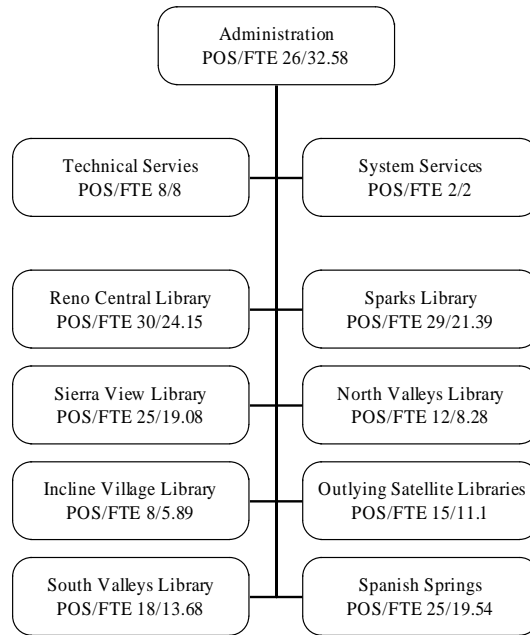 Administration
POS/FTE 26/32.58
Technical Servies
POS/FTE 8/8
System Services
POS/FTE 2/2
Reno Central Library
POS/FTE 30/24.15
Sparks Library
POS/FTE 29/21.39
Sierra View Library
POS/FTE 25/19.08
North Valleys Library
POS/FTE 12/8.28
Incline Village Library
POS/FTE 8/5.89
Outlying Satellite Libraries
POS/FTE 15/11.1
South Valleys Library
POS/FTE 18/13.68
Spanish Springs
POS/FTE 25/19.54